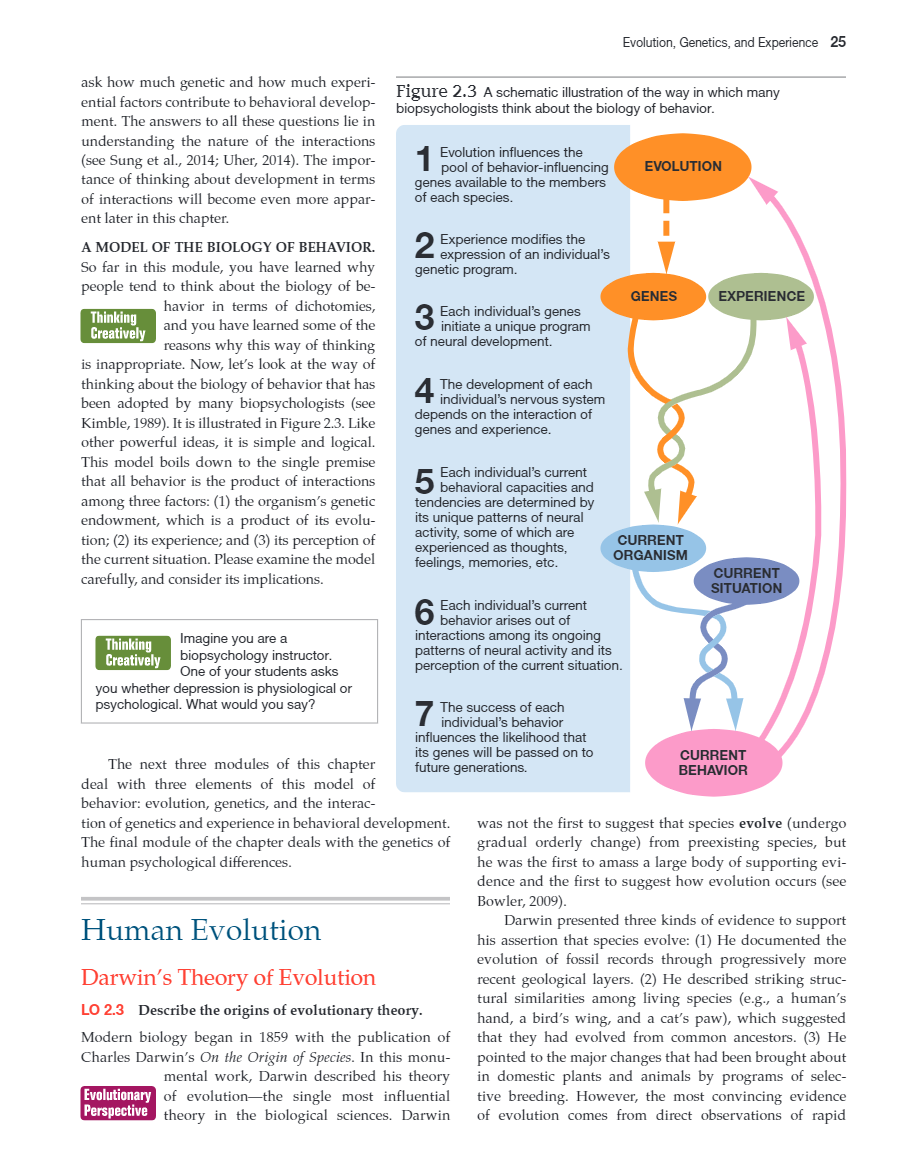 Evolution, Genetics, and Experience 25
ask how much genetic and how much experi-
ential factors contribute to behavioral develop-
ment. The answers to all these questions lie in
understanding the nature of the interactions
(see Sung et al., 2014; Uher, 2014). The impor-
tance of thinking about development in terms
of interactions will become even more appar-
ent later in this chapter.
A MODEL OF THE BIOLOGY OF BEHAVIOR.
So far in this module, you have learned why
people tend to think about the biology of be-
havior in terms of dichotomies,
Thinking
Creatively
and you have learned some of the
reasons why this way of thinking
is inappropriate. Now, let's look at the way of
thinking about the biology of behavior that has
been adopted by many biopsychologists (see
Kimble, 1989). It is illustrated in Figure 2.3. Like
other powerful ideas, it is simple and logical.
This model boils down to the single premise
that all behavior is the product of interactions
among three factors: (1) the organism's genetic
endowment, which is a product of its evolu-
tion; (2) its experience; and (3) its perception of
the current situation. Please examine the model
carefully, and consider its implications.
Thinking
Creatively
Imagine you are a
biopsychology instructor.
One of your students asks
you whether depression is physiological or
psychological. What would you say?
Figure 2.3 A schematic illustration of the way in which many
biopsychologists think about the biology of behavior.
1 Evolution influences the
pool of behavior-influencing
genes available to the members
of each species.
2 Experience modifies the
expression of an individual's
genetic program.
3 Each individual's genes
initiate a unique program
of neural development.
4 The development of each
individual's nervous system
depends on the interaction of
genes and experience.
5 Each individual's current
behavioral capacities and
tendencies are determined by
its unique patterns of neural
activity, some of which are
experienced as thoughts,
feelings, memories, etc.
6 Each individual's current
behavior arises out of
interactions among its ongoing
patterns of neural activity and its
perception of the current situation.
7 The success of each
individual's behavior
influences the likelihood that
its genes will be passed on to
future generations.
EVOLUTION
GENES
EXPERIENCE
CURRENT
ORGANISM
CURRENT
SITUATION
CURRENT
BEHAVIOR
The next three modules of this chapter
deal with three elements of this model of
behavior: evolution, genetics, and the interac-
tion of genetics and experience in behavioral development.
The final module of the chapter deals with the genetics of
human psychological differences.
Human Evolution
Darwin's Theory of Evolution
LO 2.3 Describe the origins of evolutionary theory.
Modern biology began in 1859 with the publication of
Charles Darwin's On the Origin of Species. In this monu-
mental work, Darwin described his theory
Evolutionary
Perspective
of evolution—the single most influential
theory in the biological sciences. Darwin
was not the first to suggest that species evolve (undergo
gradual orderly change) from preexisting species, but
he was the first to amass a large body of supporting evi-
dence and the first to suggest how evolution occurs (see
Bowler, 2009).
Darwin presented three kinds of evidence to support
his assertion that species evolve: (1) He documented the
evolution of fossil records through progressively more
recent geological layers. (2) He described striking struc-
tural similarities among living species (e.g., a human's
hand, a bird's wing, and a cat's paw), which suggested
that they had evolved from common ancestors. (3) He
pointed to the major changes that had been brought about
in domestic plants and animals by programs of selec-
tive breeding. However, the most convincing evidence
of evolution comes from direct observations of rapid